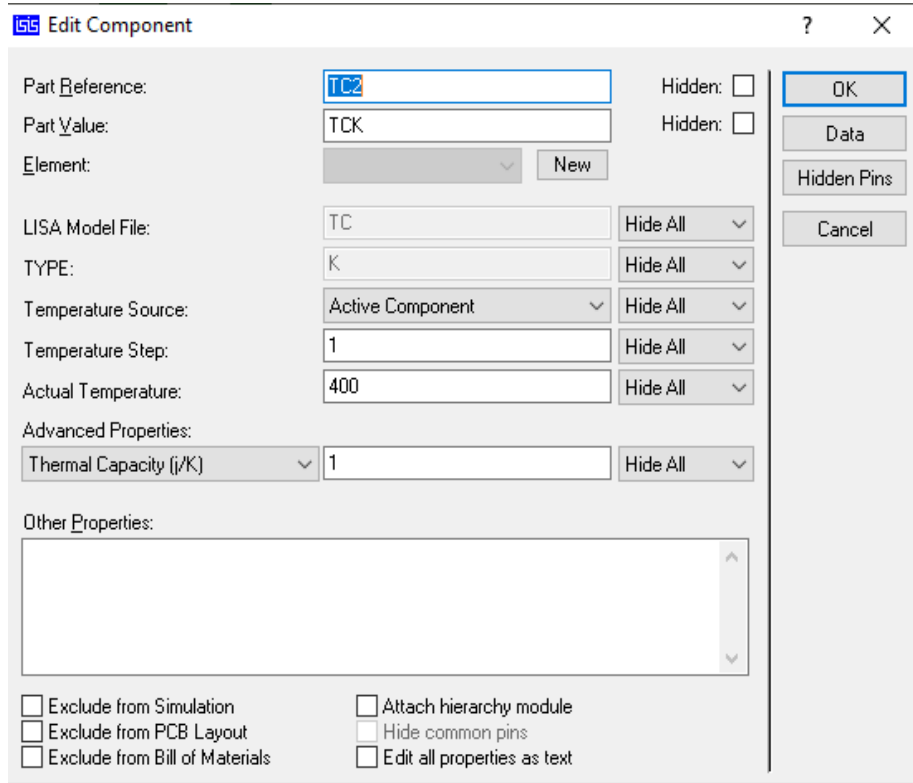 isis Edit Component ? ×
Part Reference: TC2 Hidden: OK
Part Value: TCK Hidden: Data
Element: New Hidden Pins
LISA Model File: TC Hide All Cancel
TYPE: K Hide All
Temperature Source: Active Component Hide All
Temperature Step: 1 Hide All
Actual Temperature: 400 Hide All
Advanced Properties:
Thermal Capacity (j/K) 1 Hide All
Other Properties:
Exclude from Simulation Attach hierarchy module
Exclude from PCB Layout Hide common pins
Exclude from Bill of Materials Edit all properties as text